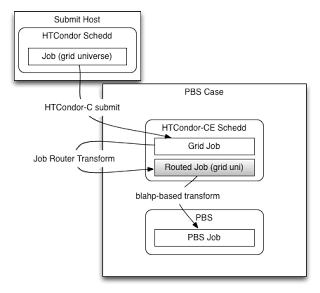 Submit Host
HTCondor Schedd
Job (grid universe)
HTCondor-C submit
PBS Case
HTCondor-CE Schedd
Grid Job
Job Router Transform
Routed Job (grid uni)
blahp-based transform
PBS
PBS Job